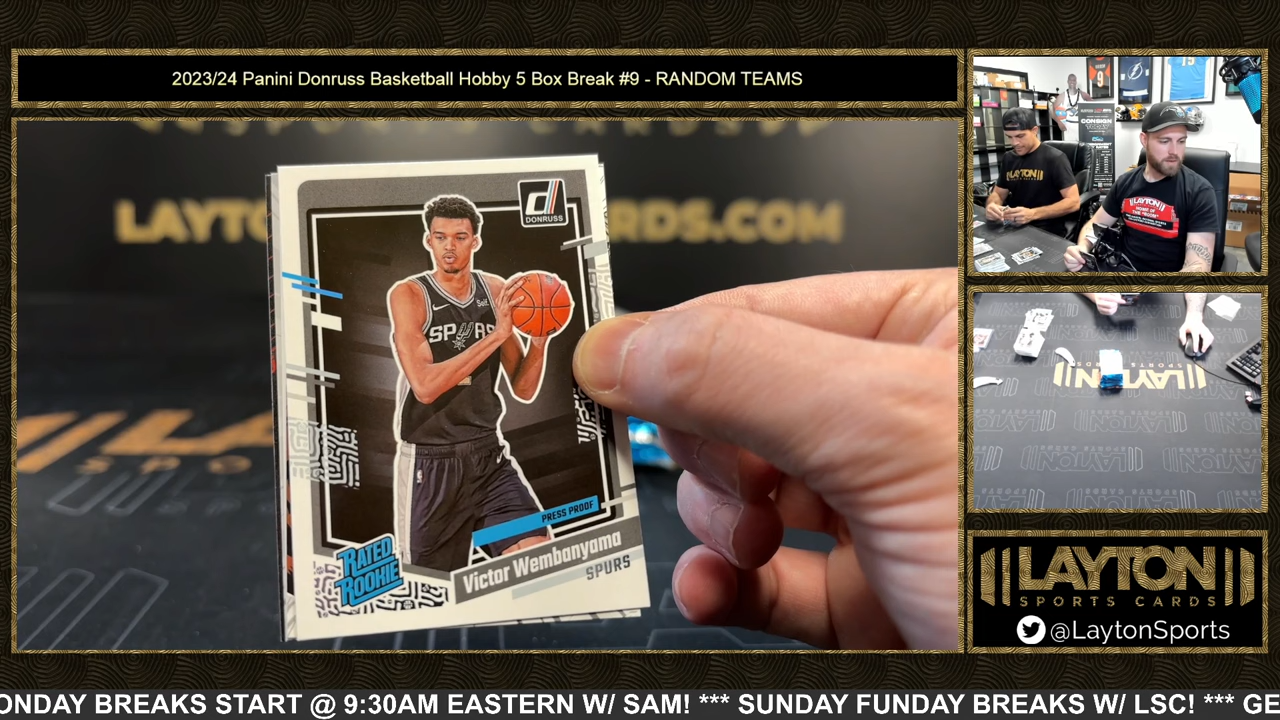 2023/24 Panini Donruss Basketball Hobby 5 Box Break #9 - RANDOM TEAMS
LAYTO
RDS.COM
DONRUSS
SPURS
PRESS PROOF
RATED ROOKIE
Victor Wembanyama
SPURS
CONSIGN
TODAY
LAYTON
LAYTON
LAYTON
LAYTON
SPORTS CARDS
@LaytonSports
ONDAY BREAKS START @ 9:30AM EASTERN W/ SAM! *** SUNDAY FUNDAY BREAKS W/ LSC! *** GE